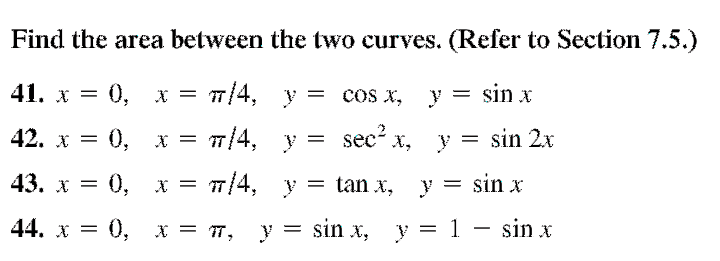 Find the area between the two curves. (Refer to Section 7.5.)
41. x = 0, x = π/4, y = cos x, y = sin x
42. x = 0, x = π/4, y = sec² x, y = sin 2x
43. x = 0, x = π/4, y = tan x, y = sin x
44. x = 0, x = π, y = sin x, y = 1 − sin x